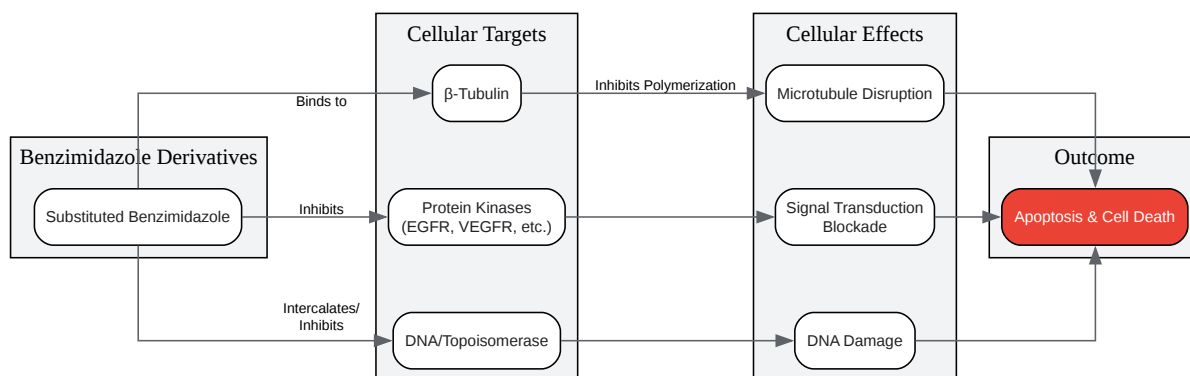 Cellular Targets
Cellular Effects
β-Tubulin
Inhibits Polymerization
Microtubule Disruption
Binds to
Benzimidazole Derivatives
Outcome
Substituted Benzimidazole
Inhibits
Protein Kinases
(EGFR, VEGFR, etc.)
Signal Transduction
Blockade
Apoptosis & Cell Death
Intercalates/
Inhibits
DNA/Topoisomerase
DNA Damage